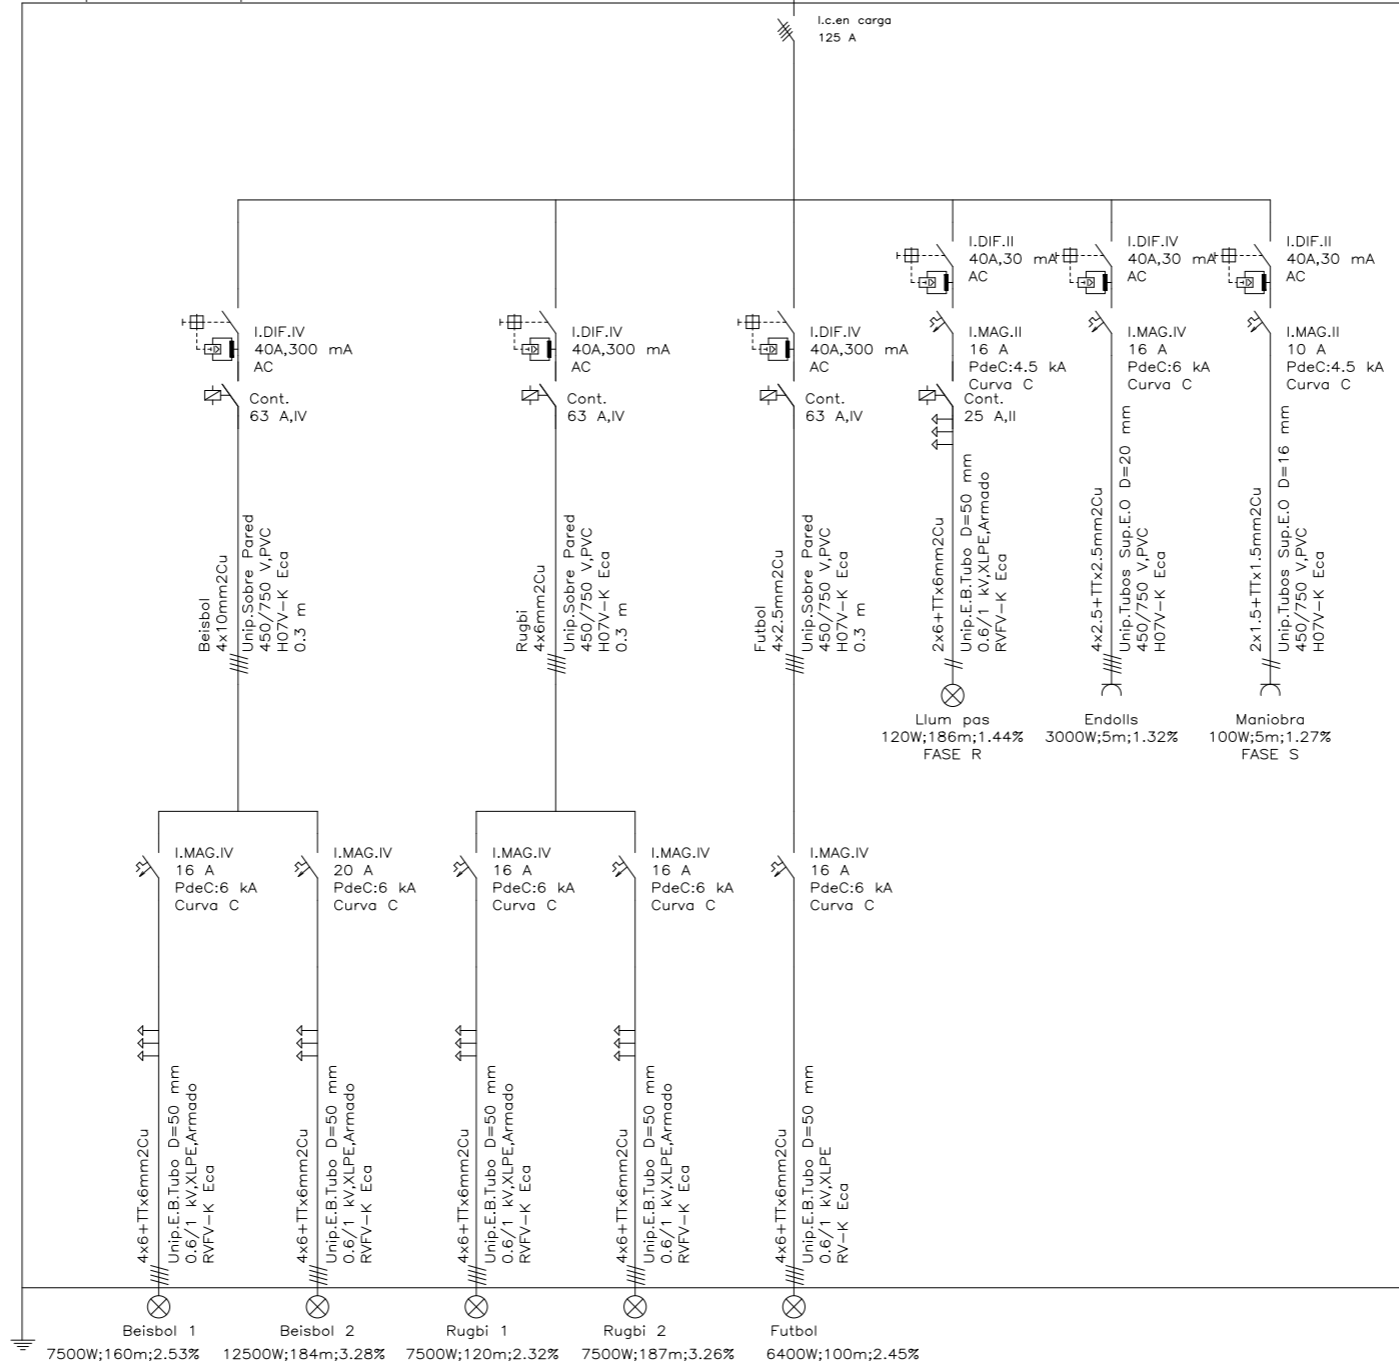 I.c.en carga
125 A
I.DIF.II
40A,30 mA
AC
I.DIF.IV
40A,30 mA
AC
I.DIF.II
40A,30 mA
AC
I.DIF.IV
40A,300 mA
AC
I.DIF.IV
40A,300 mA
AC
I.DIF.IV
40A,300 mA
AC
I.MAG.II
16 A
PdeC:4.5 kA
Curva C
I.MAG.IV
16 A
PdeC:6 kA
Curva C
I.MAG.II
10 A
PdeC:4.5 kA
Curva C
Cont.
63 A,IV
Cont.
63 A,IV
Cont.
63 A,IV
Cont.
25 A,II
Beisbol
4x10mm2Cu
Unip.Sobre Pared
450/750 V,PVC
H07V-K Eca
0.3 m
Rugbi
4x6mm2Cu
Unip.Sobre Pared
450/750 V,PVC
H07V-K Eca
0.3 m
Futbol
4x2.5mm2Cu
Unip.Sobre Pared
450/750 V,PVC
H07V-K Eca
0.3 m
2x6+TTx6mm2Cu
Unip.E.B.Tubo D=50 mm
0.6/1 kV,XLPE,Armado
RVFV-K Eca
4x2.5+TTx2.5mm2Cu
Unip.Tubos Sup.E.O D=20 mm
450/750 V,PVC
H07V-K Eca
2x1.5+TTx1.5mm2Cu
Unip.Tubos Sup.E.O D=16 mm
450/750 V,PVC
H07V-K Eca
Llum pas
120W;186m;1.44%
FASE R
Endolls
3000W;5m;1.32%
Maniobra
100W;5m;1.27%
FASE S
I.MAG.IV
16 A
PdeC:6 kA
Curva C
I.MAG.IV
20 A
PdeC:6 kA
Curva C
I.MAG.IV
16 A
PdeC:6 kA
Curva C
I.MAG.IV
16 A
PdeC:6 kA
Curva C
I.MAG.IV
16 A
PdeC:6 kA
Curva C
4x6+TTx6mm2Cu
Unip.E.B.Tubo D=50 mm
0.6/1 kV,XLPE,Armado
RVFV-K Eca
4x6+TTx6mm2Cu
Unip.E.B.Tubo D=50 mm
0.6/1 kV,XLPE,Armado
RVFV-K Eca
4x6+TTx6mm2Cu
Unip.E.B.Tubo D=50 mm
0.6/1 kV,XLPE,Armado
RVFV-K Eca
4x6+TTx6mm2Cu
Unip.E.B.Tubo D=50 mm
0.6/1 kV,XLPE,Armado
RVFV-K Eca
4x6+TTx6mm2Cu
Unip.E.B.Tubo D=50 mm
0.6/1 kV,XLPE
RV-K Eca
Beisbol 1
7500W;160m;2.53%
Beisbol 2
12500W;184m;3.28%
Rugbi 1
7500W;120m;2.32%
Rugbi 2
7500W;187m;3.26%
Futbol
6400W;100m;2.45%